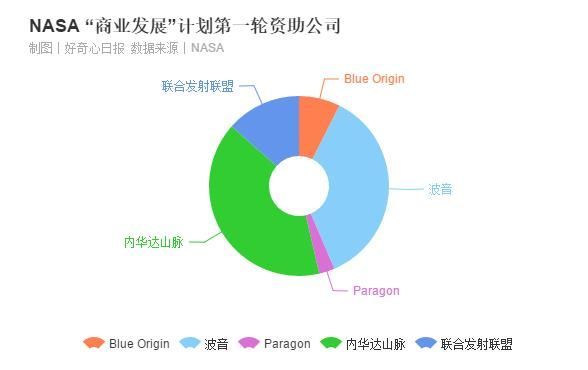 NASA “商业发展”计划第一轮资助公司
制图｜好奇心日报 数据来源｜NASA
联合发射联盟
Blue Origin
波音
内华达山脉
Paragon
Blue Origin 波音 Paragon 内华达山脉 联合发射联盟